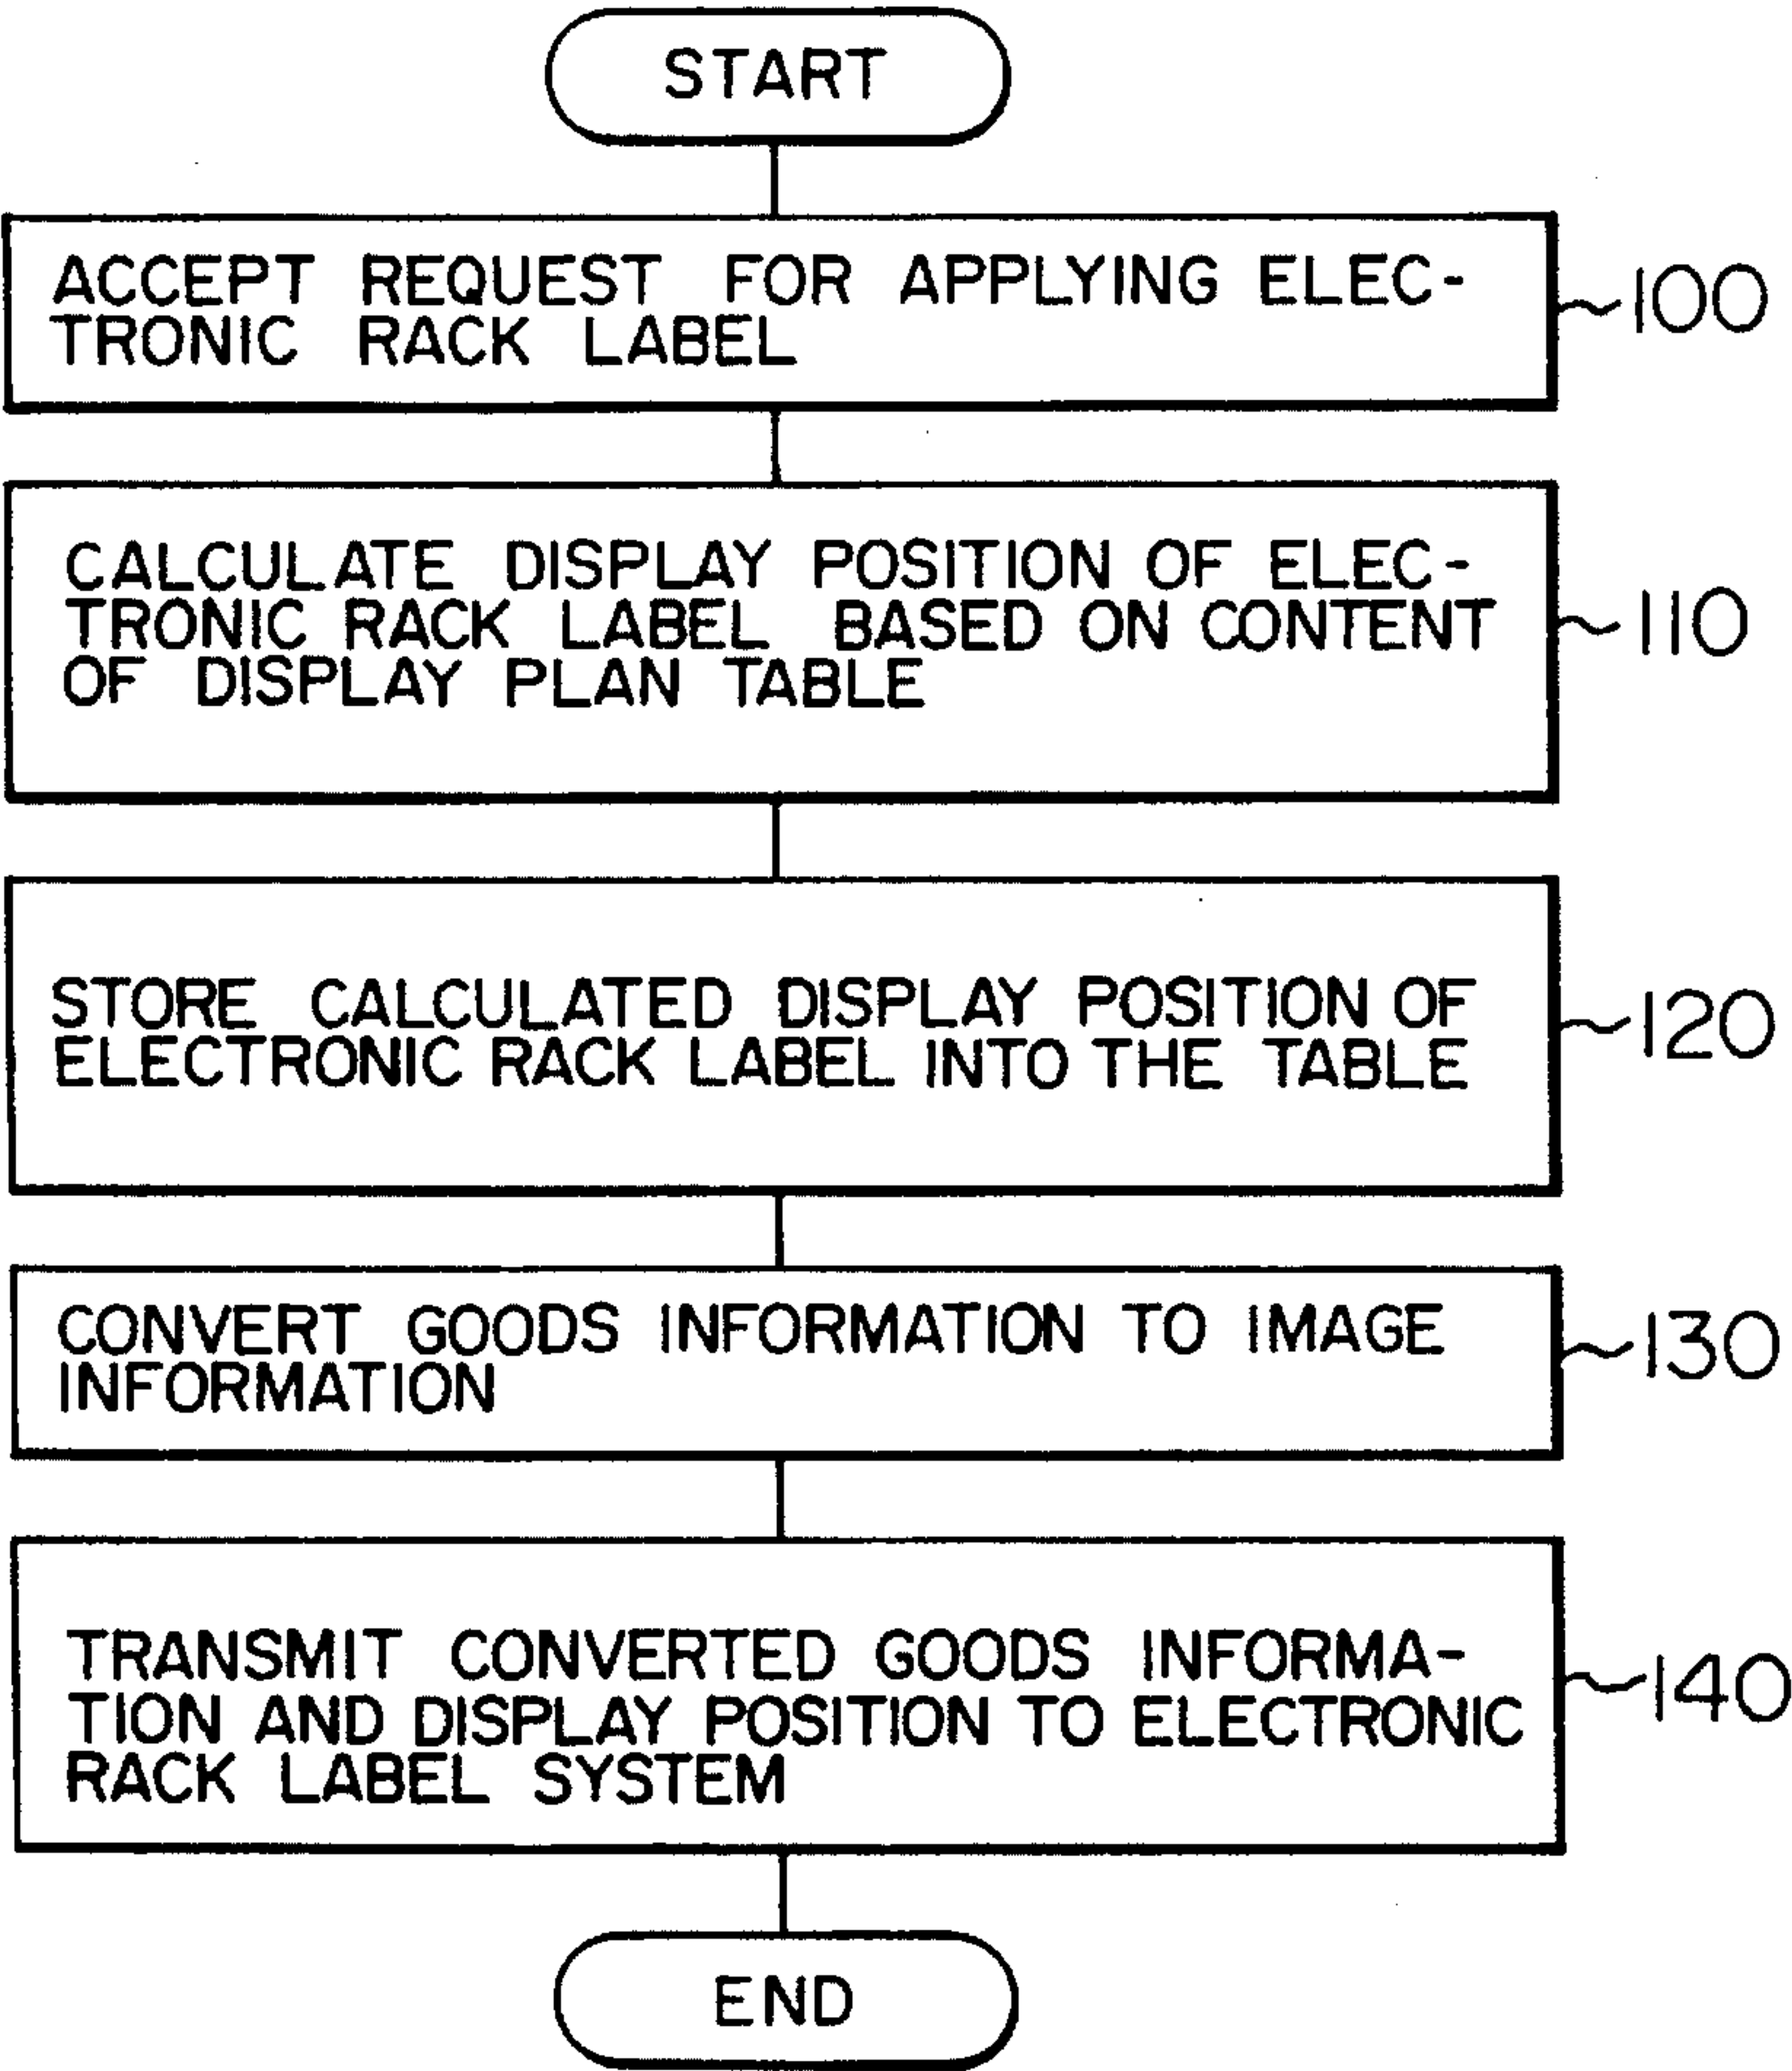 START
ACCEPT REQUEST FOR APPLYING ELEC-
TRONIC RACK LABEL
100
CALCULATE DISPLAY POSITION OF ELEC-
TRONIC RACK LABEL BASED ON CONTENT
OF DISPLAY PLAN TABLE
110
STORE CALCULATED DISPLAY POSITION OF
ELECTRONIC RACK LABEL INTO THE TABLE
120
CONVERT GOODS INFORMATION TO IMAGE
INFORMATION
130
TRANSMIT CONVERTED GOODS INFORMA-
TION AND DISPLAY POSITION TO ELECTRONIC
RACK LABEL SYSTEM
140
END